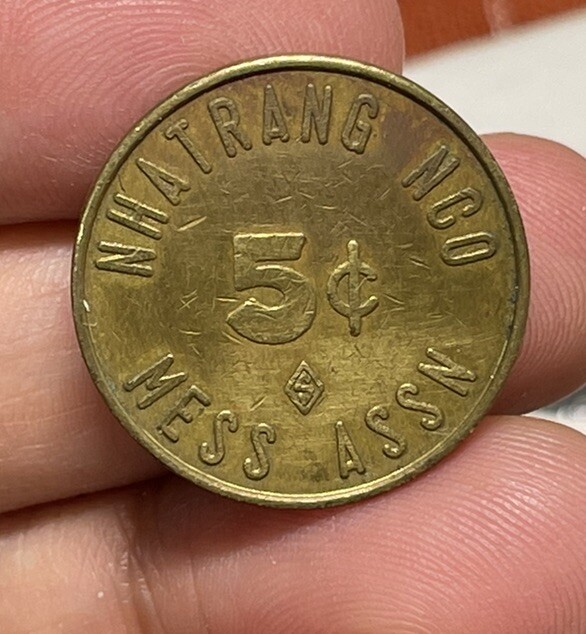 NHATRANG NCO
5¢
MESS ASSN